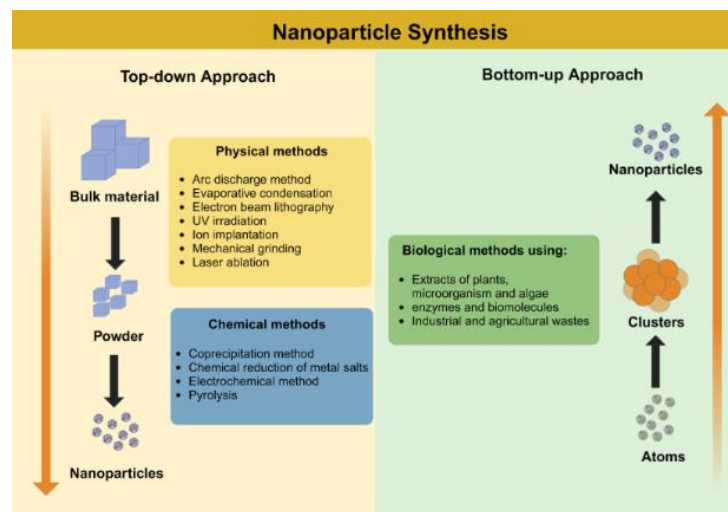 Nanoparticle Synthesis
Top-down Approach
Bulk material
Powder
Nanoparticles
Physical methods
• Arc discharge method
• Evaporative condensation
• Electron beam lithography
• UV irradiation
• Ion implantation
• Mechanical grinding
• Laser ablation
Chemical methods
• Coprecipitation method
• Chemical reduction of metal salts
• Electrochemical method
• Pyrolysis
Bottom-up Approach
Nanoparticles
Biological methods using:
• Extracts of plants,
microorganism and algae
• enzymes and biomolecules
• Industrial and agricultural wastes
Clusters
Atoms